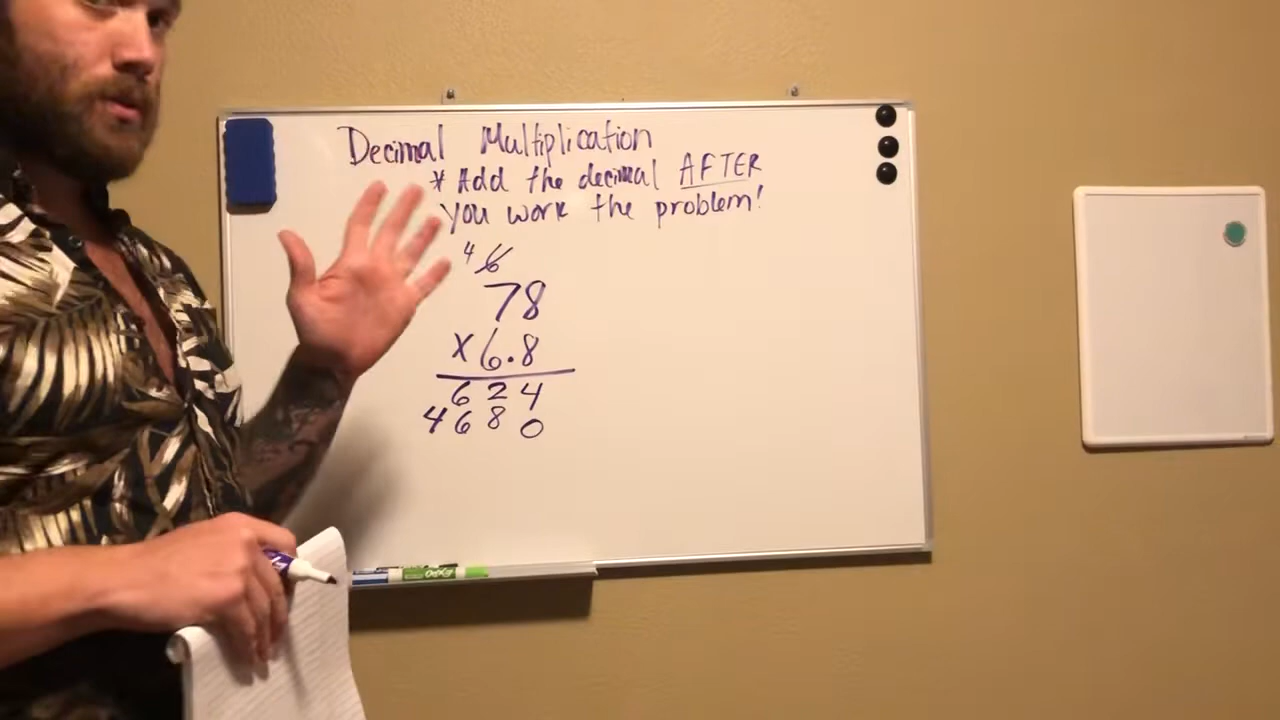 Decimal Multiplication
* Add the decimal AFTER
you work the problem!
4 6
78
x 6.8
624
4680